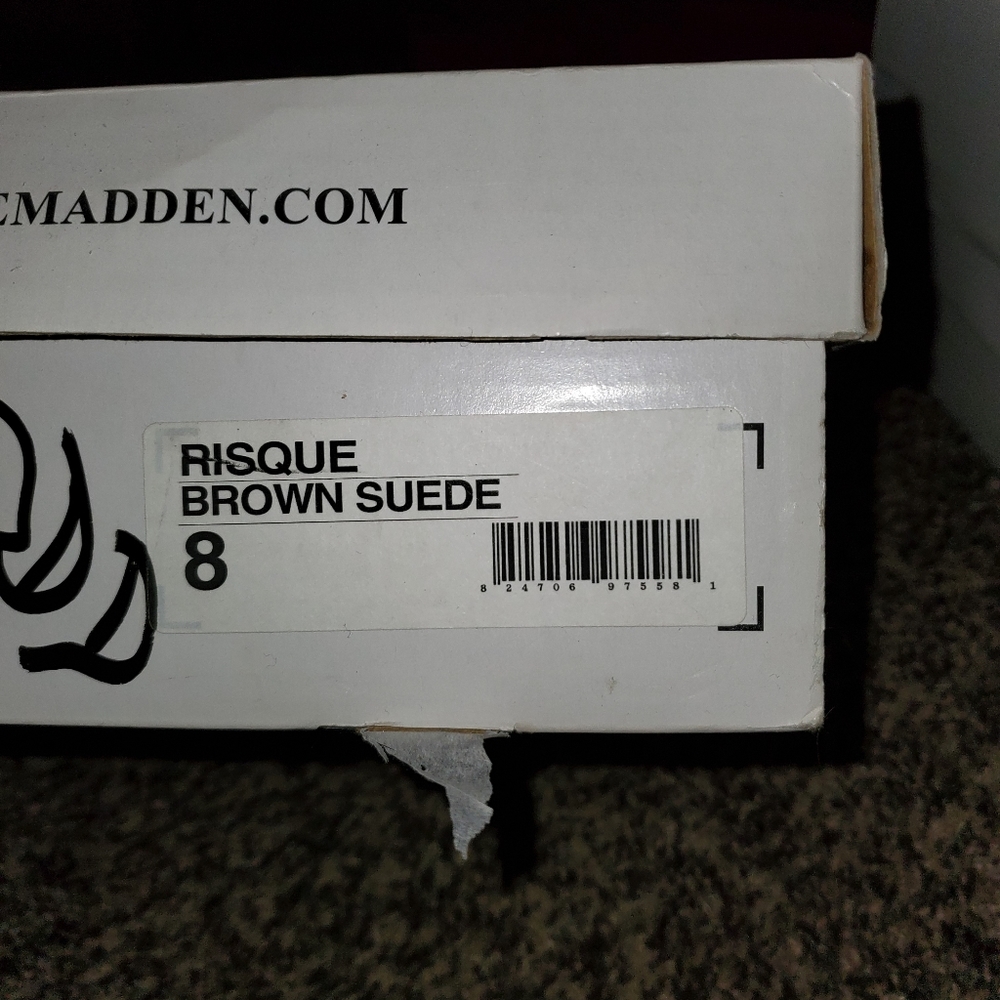 EMADDEN.COM
RISQUE
BROWN SUEDE
8
8 24706 97558 1